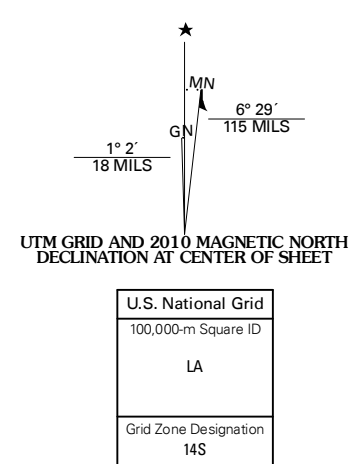 MN
6° 29´
115 MILS
GN
1° 2´
18 MILS
UTM GRID AND 2010 MAGNETIC NORTH
DECLINATION AT CENTER OF SHEET
U.S. National Grid
100,000-m Square ID
LA
Grid Zone Designation
14S